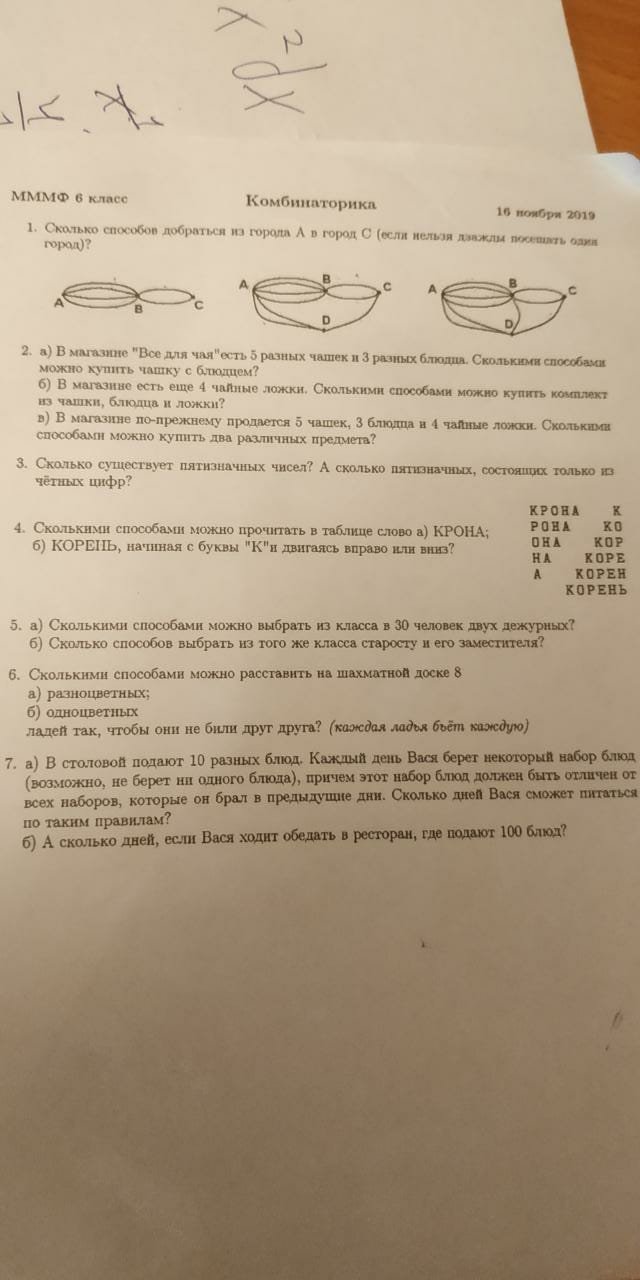 МММФ 6 класс
Комбинаторика
16 ноября 2019
1. Сколько способов добраться из города А в город С (если нельзя дважды посещать один
город)?
A B C
A B C D
A B C D
2. а) В магазине "Все для чая"есть 5 разных чашек и 3 разных блюдца. Сколькими способами
можно купить чашку с блюдцем?
б) В магазине есть еще 4 чайные ложки. Сколькими способами можно купить комплект
из чашки, блюдца и ложки?
в) В магазине по-прежнему продается 5 чашек, 3 блюдца и 4 чайные ложки. Сколькими
способами можно купить два различных предмета?
3. Сколько существует пятизначных чисел? А сколько пятизначных, состоящих только из
чётных цифр?
4. Сколькими способами можно прочитать в таблице слово а) КРОНА;
б) КОРЕНЬ, начиная с буквы "К"и двигаясь вправо или вниз?
КРОНА К
РОНА КО
ОНА КОР
НА КОРЕ
А КОРЕН
КОРЕНЬ
5. а) Сколькими способами можно выбрать из класса в 30 человек двух дежурных?
б) Сколько способов выбрать из того же класса старосту и его заместителя?
6. Сколькими способами можно расставить на шахматной доске 8
а) разноцветных;
б) одноцветных
ладей так, чтобы они не били друг друга? (каждая ладья бьёт каждую)
7. а) В столовой подают 10 разных блюд. Каждый день Вася берет некоторый набор блюд
(возможно, не берет ни одного блюда), причем этот набор блюд должен быть отличен от
всех наборов, которые он брал в предыдущие дни. Сколько дней Вася сможет питаться
по таким правилам?
б) А сколько дней, если Вася ходит обедать в ресторан, где подают 100 блюд?